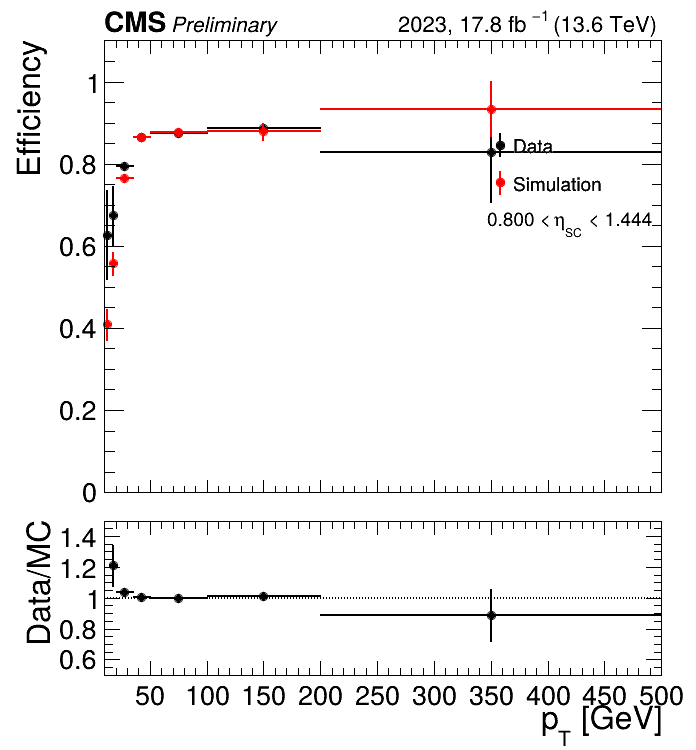 CMS Preliminary 2023, 17.8 fb⁻¹ (13.6 TeV)
Efficiency
1
0.8
0.6
0.4
0.2
0
Data
Simulation
0.800 < η_SC < 1.444
Data/MC
1.4
1.2
1
0.8
0.6
50 100 150 200 250 300 350 400 450 500
p_T [GeV]